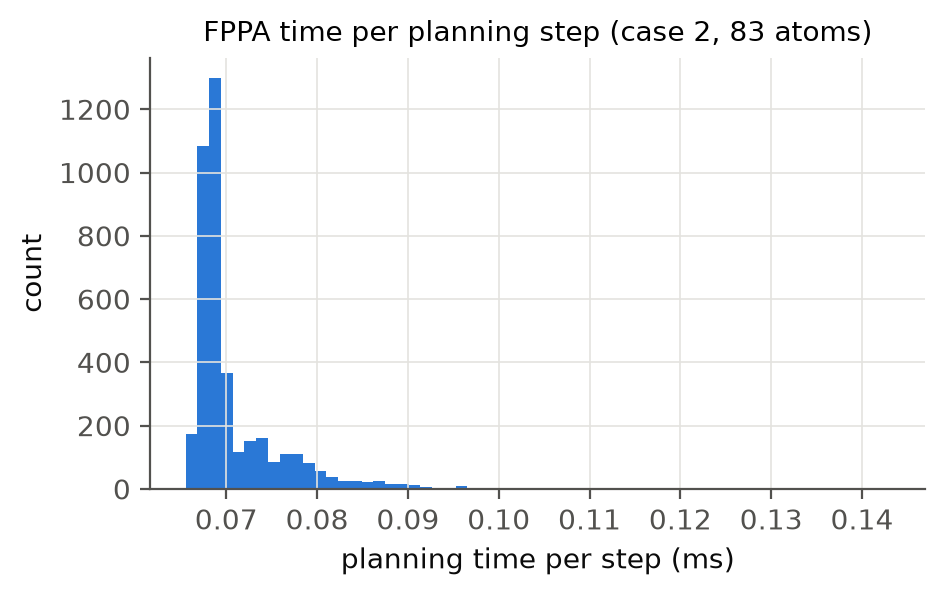 FPPA time per planning step (case 2, 83 atoms)
1200
1000
800
600
400
200
0
count
0.07 0.08 0.09 0.10 0.11 0.12 0.13 0.14
planning time per step (ms)